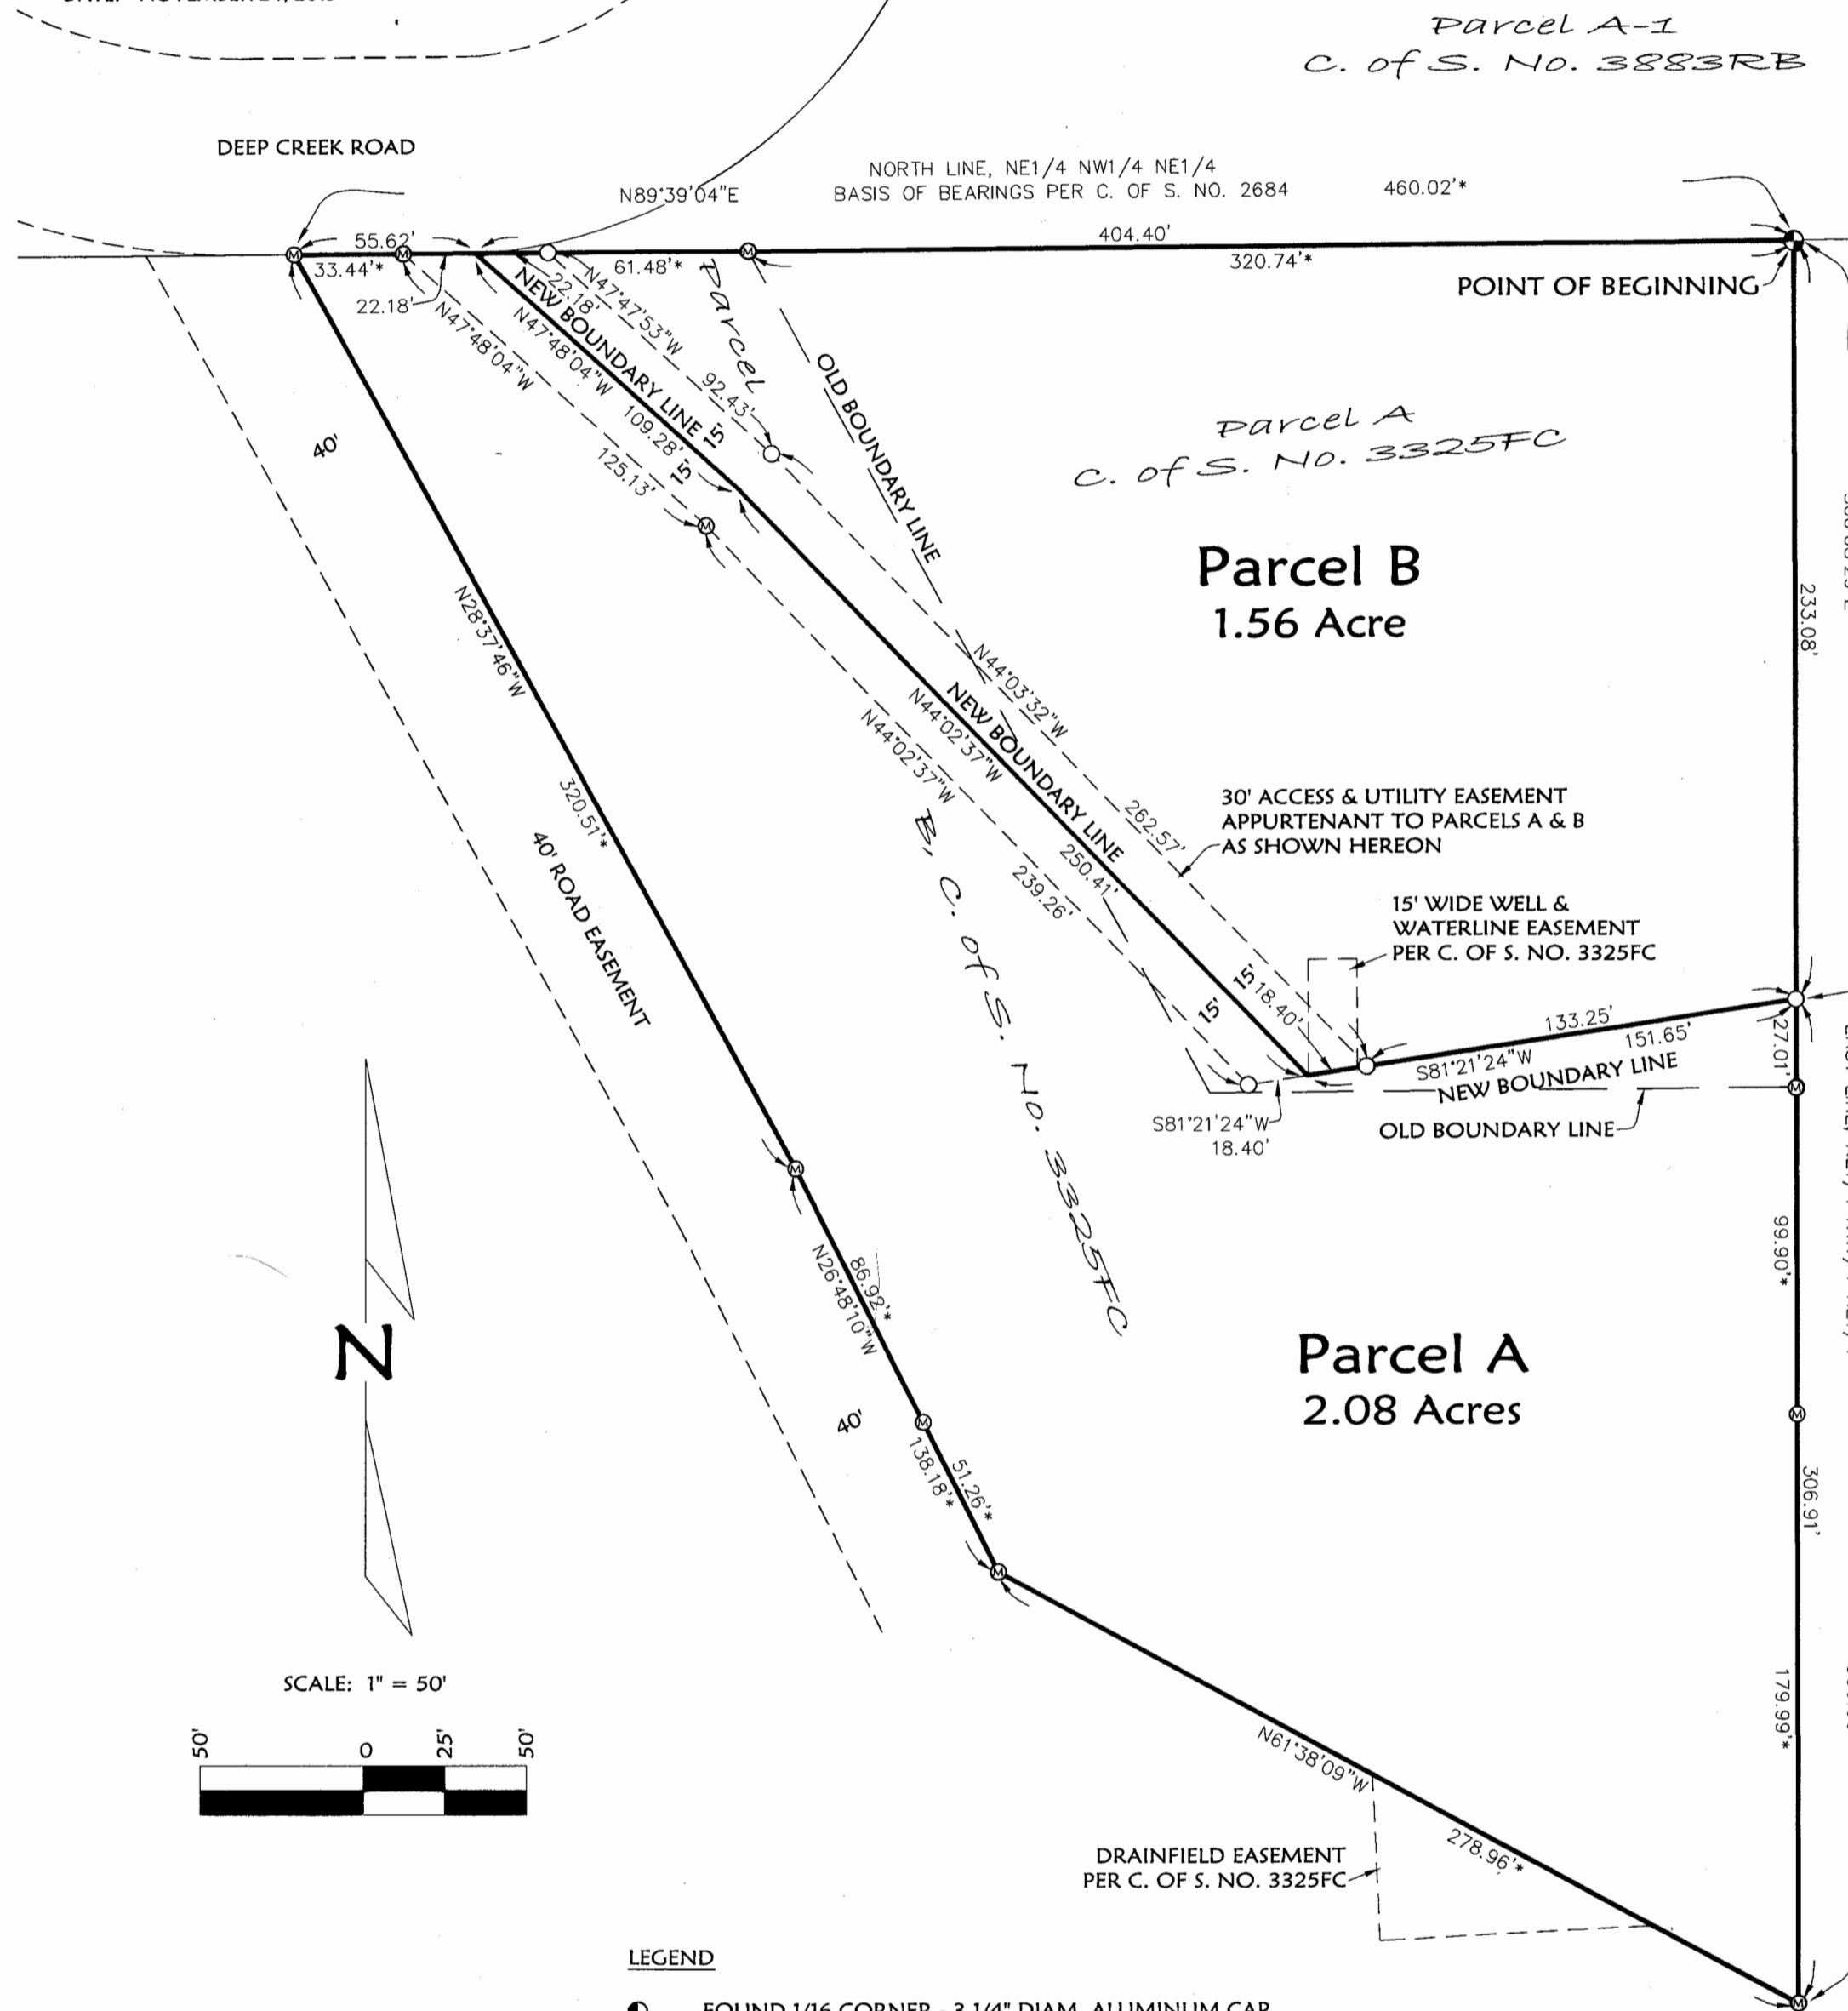 Parcel A-1
C. of S. No. 3883RB
DEEP CREEK ROAD
NORTH LINE, NE1/4 NW1/4 NE1/4
N89°39'04"E
BASIS OF BEARINGS PER C. OF S. NO. 2684
460.02'*
55.62'
404.40'
33.44'*
61.48'*
320.74'*
22.18'
22.18'
POINT OF BEGINNING
N47°47'53"W
92.43'
NEW BOUNDARY LINE
N47°48'04"W
109.28'
15'
15'
N47°48'04"W
125.13'
Parcel
OLD BOUNDARY LINE
40'
Parcel A
C. of S. No. 3325FC
Parcel B
1.56 Acre
233.08'
N28°37'46"W
320.51'*
N44°03'32"W
262.57'
NEW BOUNDARY LINE
N44°02'37"W
250.41'
N44°02'37"W
239.26'
30' ACCESS & UTILITY EASEMENT
APPURTENANT TO PARCELS A & B
AS SHOWN HEREON
B, C. of S. No. 3325FC
40' ROAD EASEMENT
15' WIDE WELL &
WATERLINE EASEMENT
PER C. OF S. NO. 3325FC
15'
15'
18.40'
133.25'
151.65'
S81°21'24"W
NEW BOUNDARY LINE
27.01'
S81°21'24"W
18.40'
OLD BOUNDARY LINE
99.90'*
N26°48'10"W
86.92'*
Parcel A
2.08 Acres
N
40'
138.18'*
51.26'*
306.91'
179.99'*
SCALE: 1" = 50'
50'
0
25'
50'
N61°38'09"W
278.96'*
DRAINFIELD EASEMENT
PER C. OF S. NO. 3325FC
LEGEND
FOUND 1/16 CORNER - 3 1/4" DIAM. ALUMINUM CAP